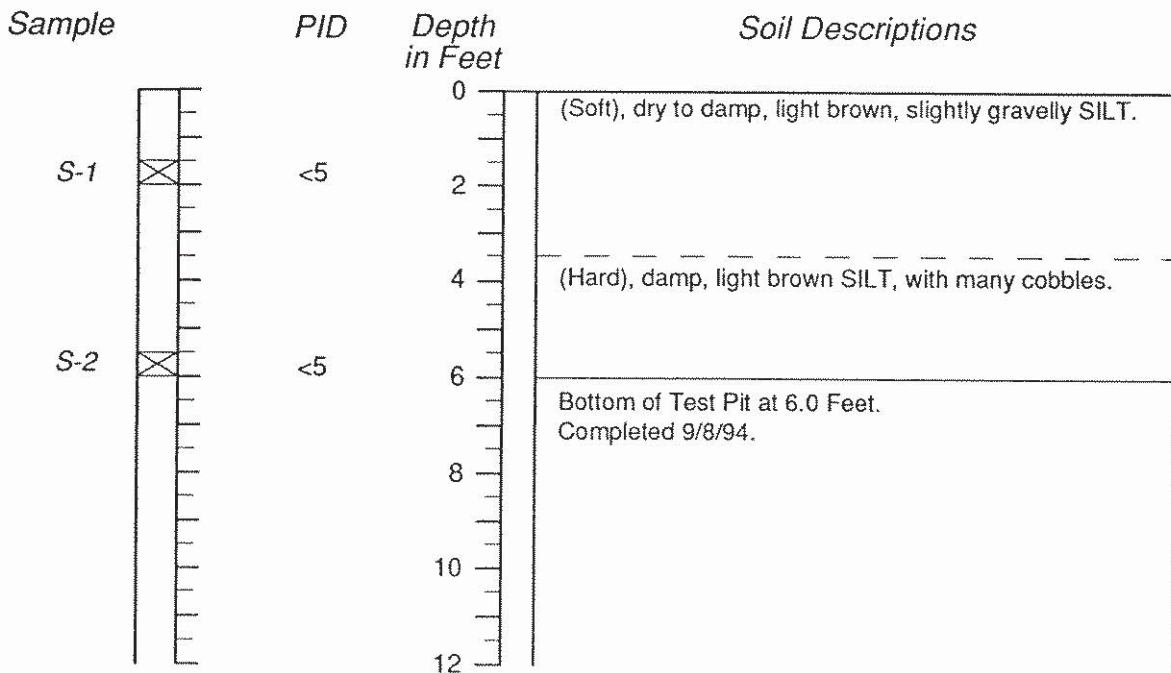 Sample PID Depth in Feet Soil Descriptions
0
(Soft), dry to damp, light brown, slightly gravelly SILT.
S-1 <5 2
4
(Hard), damp, light brown SILT, with many cobbles.
S-2 <5 6
Bottom of Test Pit at 6.0 Feet.
Completed 9/8/94.
8
10
12